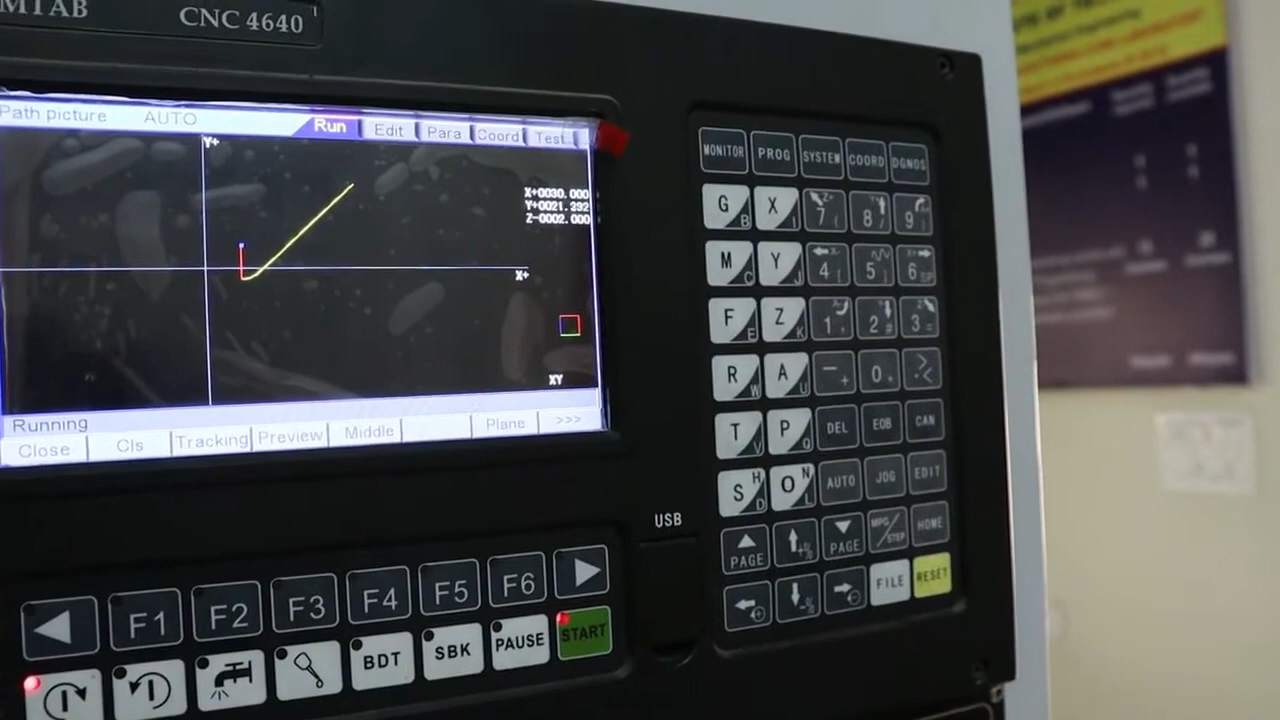 MTAB CNC 4640
Path picture AUTO Run Edit Para Coord Test
Y+
X+0030.000
Y+0021.292
Z-0002.000
X+
XY
Running
Close Cls Tracking Preview Middle Plane >>>
MONITOR PROG SYSTEM COORD DGNOS
G B X I 7 Z- 8 9
M C Y J 4 X- 5 6 X+ SP
F E Z K 1 2 # 3 =
R W A U - + 0 . > <
T V P Q DEL EOB CAN
S H D O N L AUTO JOG EDIT
PAGE +% PAGE MPG/STEP HOME
-% FILE RESET
USB
F1 F2 F3 F4 F5 F6
BDT SBK PAUSE START